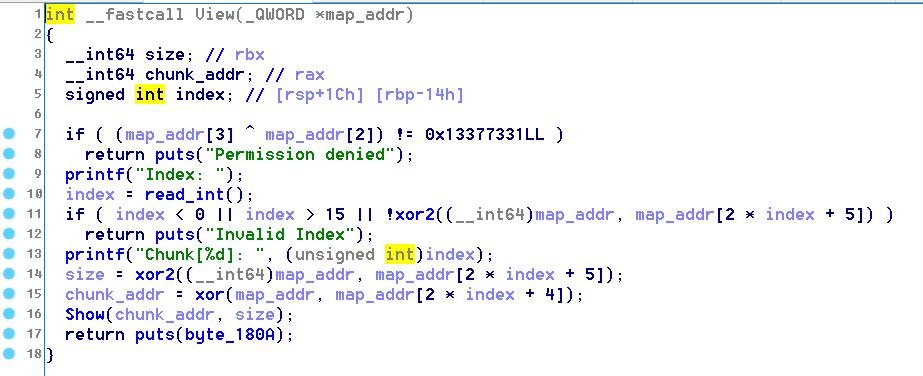 1 int __fastcall View(_QWORD *map_addr)
2 {
3 __int64 size; // rbx
4 __int64 chunk_addr; // rax
5 signed int index; // [rsp+1Ch] [rbp-14h]
6
7 if ( (map_addr[3] ^ map_addr[2]) != 0x13377331LL )
8 return puts("Permission denied");
9 printf("Index: ");
10 index = read_int();
11 if ( index < 0 || index > 15 || !xor2((__int64)map_addr, map_addr[2 * index + 5]) )
12 return puts("Invalid Index");
13 printf("Chunk[%d]: ", (unsigned int)index);
14 size = xor2((__int64)map_addr, map_addr[2 * index + 5]);
15 chunk_addr = xor(map_addr, map_addr[2 * index + 4]);
16 Show(chunk_addr, size);
17 return puts(byte_180A);
18 }